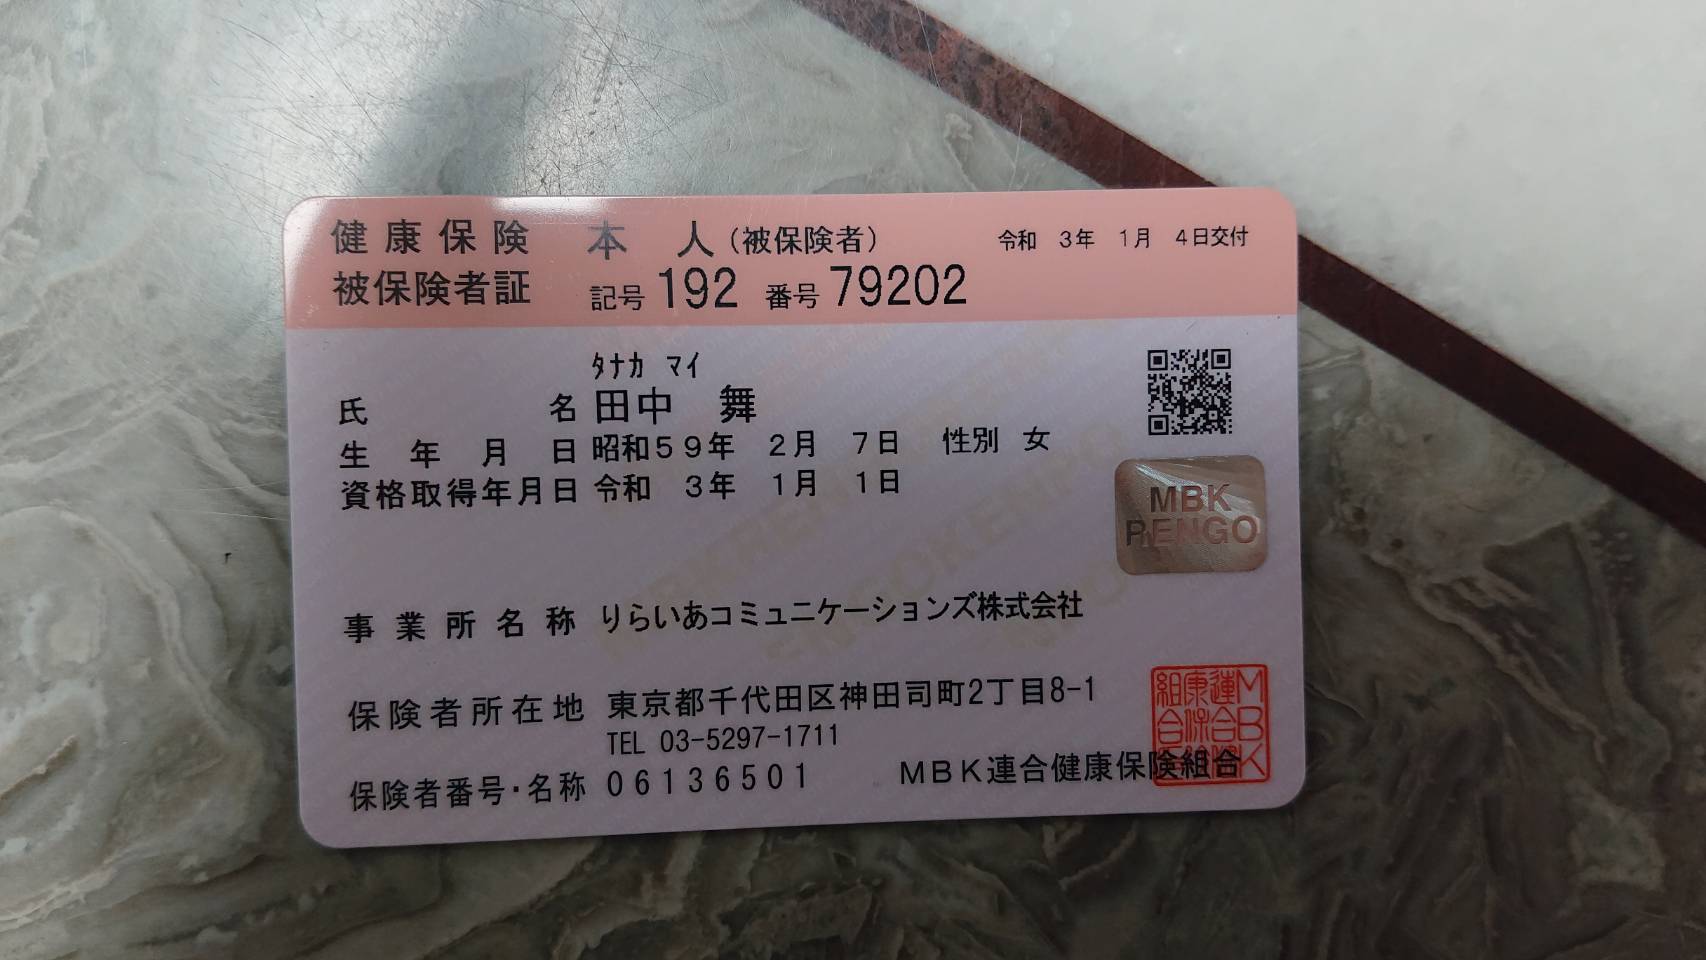 健康保険 本 人（被保険者） 令和 3年 1月 4日交付
被保険者証 記号 192 番号 79202
ﾀﾅｶ ﾏｲ
氏 名 田中 舞
生 年 月 日 昭和59年 2月 7日 性別 女
資格取得年月日 令和 3年 1月 1日
MBK
RENGO
事 業 所 名 称 りらいあコミュニケーションズ株式会社
保険者所在地 東京都千代田区神田司町2丁目8-1
TEL 03-5297-1711
保険者番号・名称 06136501 MBK連合健康保険組合